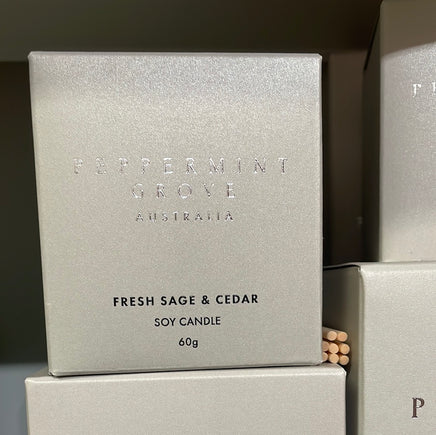 PEPPERMINT
GROVE
AUSTRALIA
FRESH SAGE & CEDAR
SOY CANDLE
60g
P